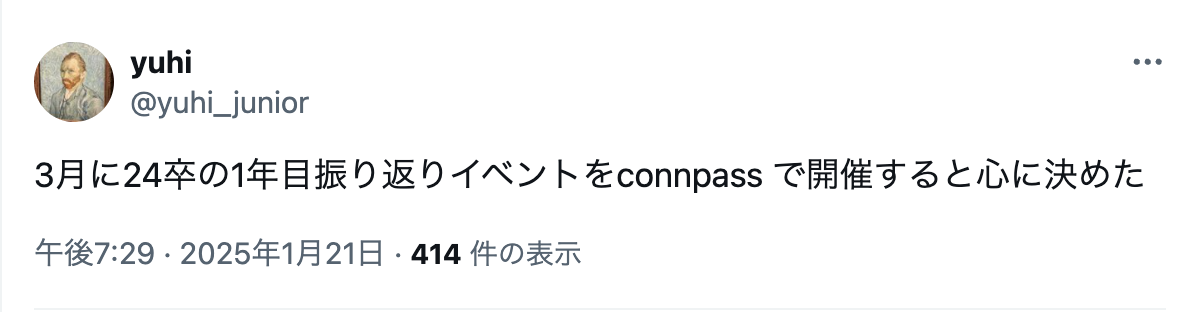 yuhi
@yuhi_junior
3月に24卒の1年目振り返りイベントをconnpass で開催すると心に決めた
午後7:29 · 2025年1月21日 · 414 件の表示